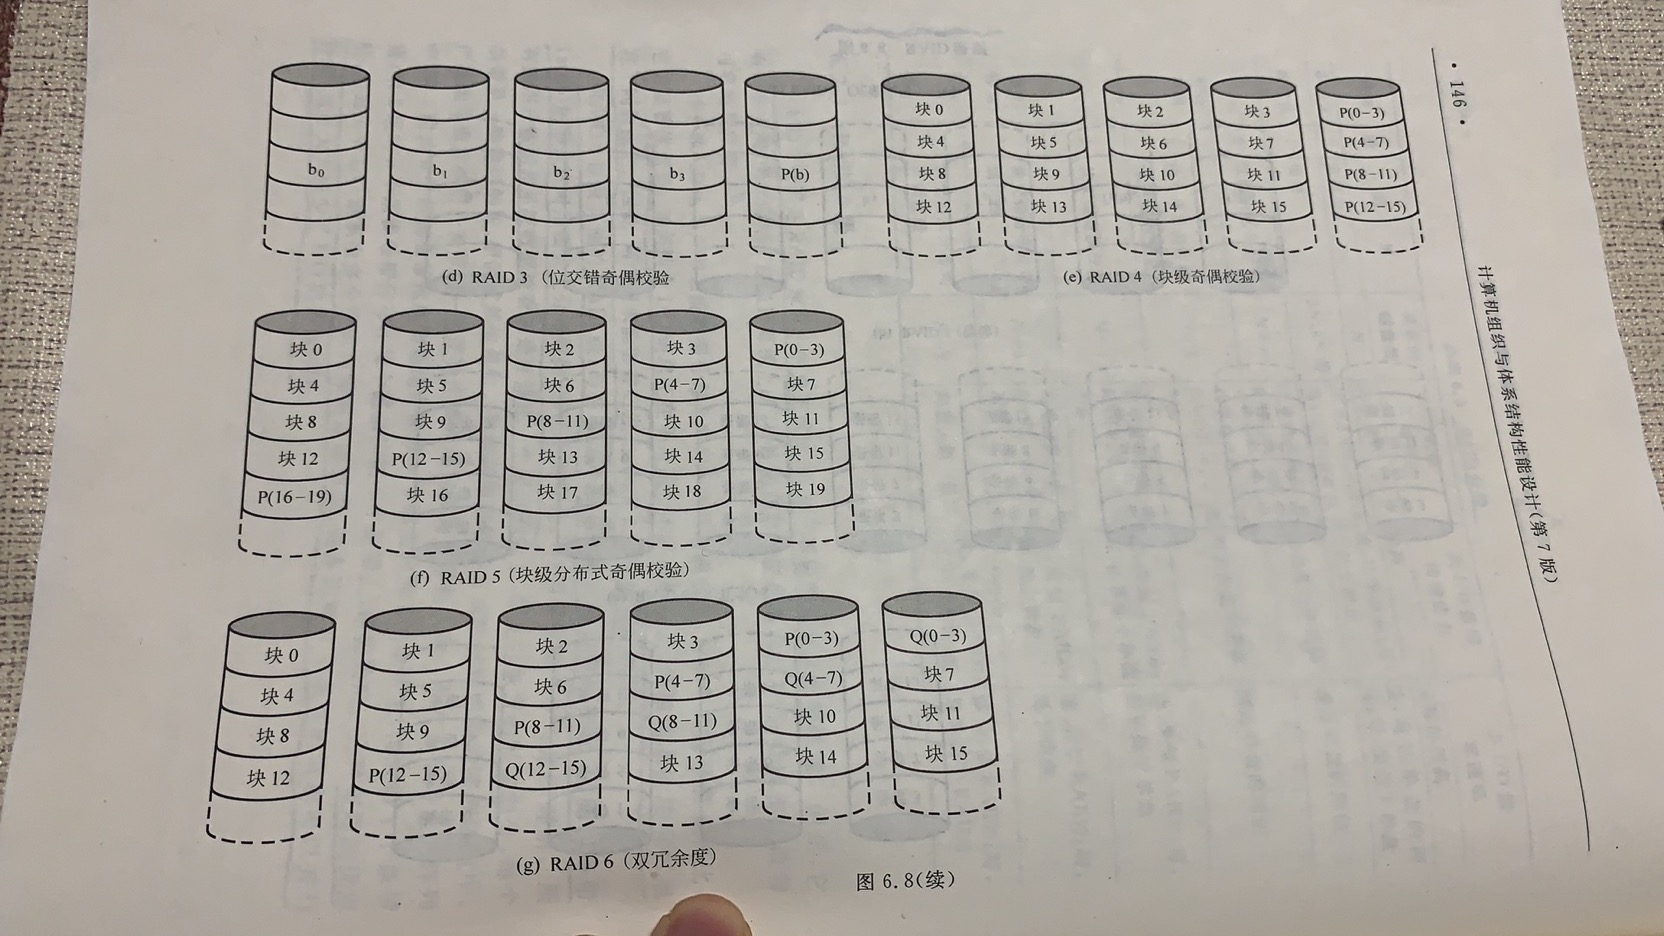 b0 b1 b2 b3 P(b)
(d) RAID 3（位交错奇偶校验
块 0 块 1 块 2 块 3 P(0-3)
块 4 块 5 块 6 块 7 P(4-7)
块 8 块 9 块 10 块 11 P(8-11)
块 12 块 13 块 14 块 15 P(12-15)
(e) RAID 4（块级奇偶校验）
块 0 块 1 块 2 块 3 P(0-3)
块 4 块 5 块 6 P(4-7) 块 7
块 8 块 9 P(8-11) 块 10 块 11
块 12 P(12-15) 块 13 块 14 块 15
P(16-19) 块 16 块 17 块 18 块 19
(f) RAID 5（块级分布式奇偶校验）
块 0 块 1 块 2 块 3 P(0-3) Q(0-3)
块 4 块 5 块 6 P(4-7) Q(4-7) 块 7
块 8 块 9 P(8-11) Q(8-11) 块 10 块 11
块 12 P(12-15) Q(12-15) 块 13 块 14 块 15
(g) RAID 6（双冗余度）
图 6.8(续)
· 146 ·
计算机组织与体系结构性能设计(第 7 版)